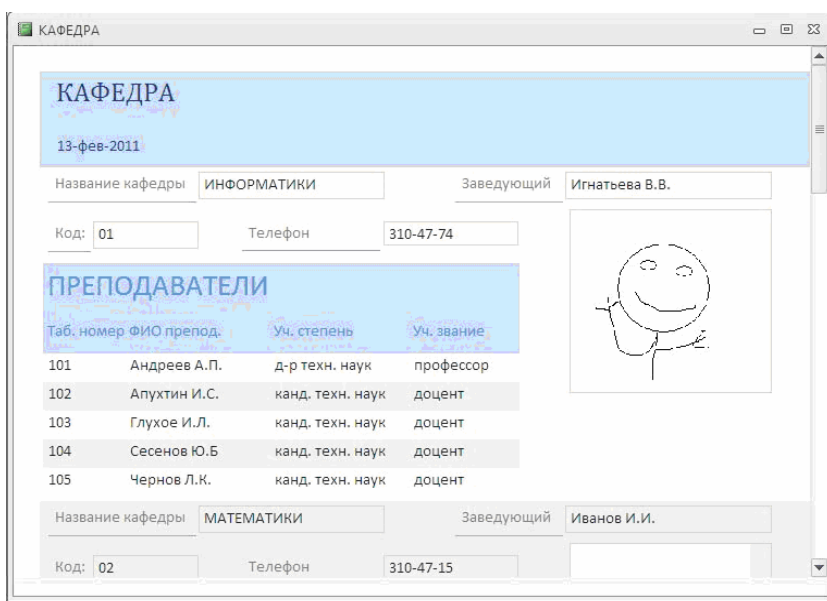 КАФЕДРА
КАФЕДРА
13-фев-2011
Название кафедры ИНФОРМАТИКИ Заведующий Игнатьева В.В.
Код: 01 Телефон 310-47-74
ПРЕПОДАВАТЕЛИ
Таб. номер ФИО препод. Уч. степень Уч. звание
101 Андреев А.П. д-р техн. наук профессор
102 Апухтин И.С. канд. техн. наук доцент
103 Глухое И.Л. канд. техн. наук доцент
104 Сесенов Ю.Б канд. техн. наук доцент
105 Чернов Л.К. канд. техн. наук доцент
Название кафедры МАТЕМАТИКИ Заведующий Иванов И.И.
Код: 02 Телефон 310-47-15